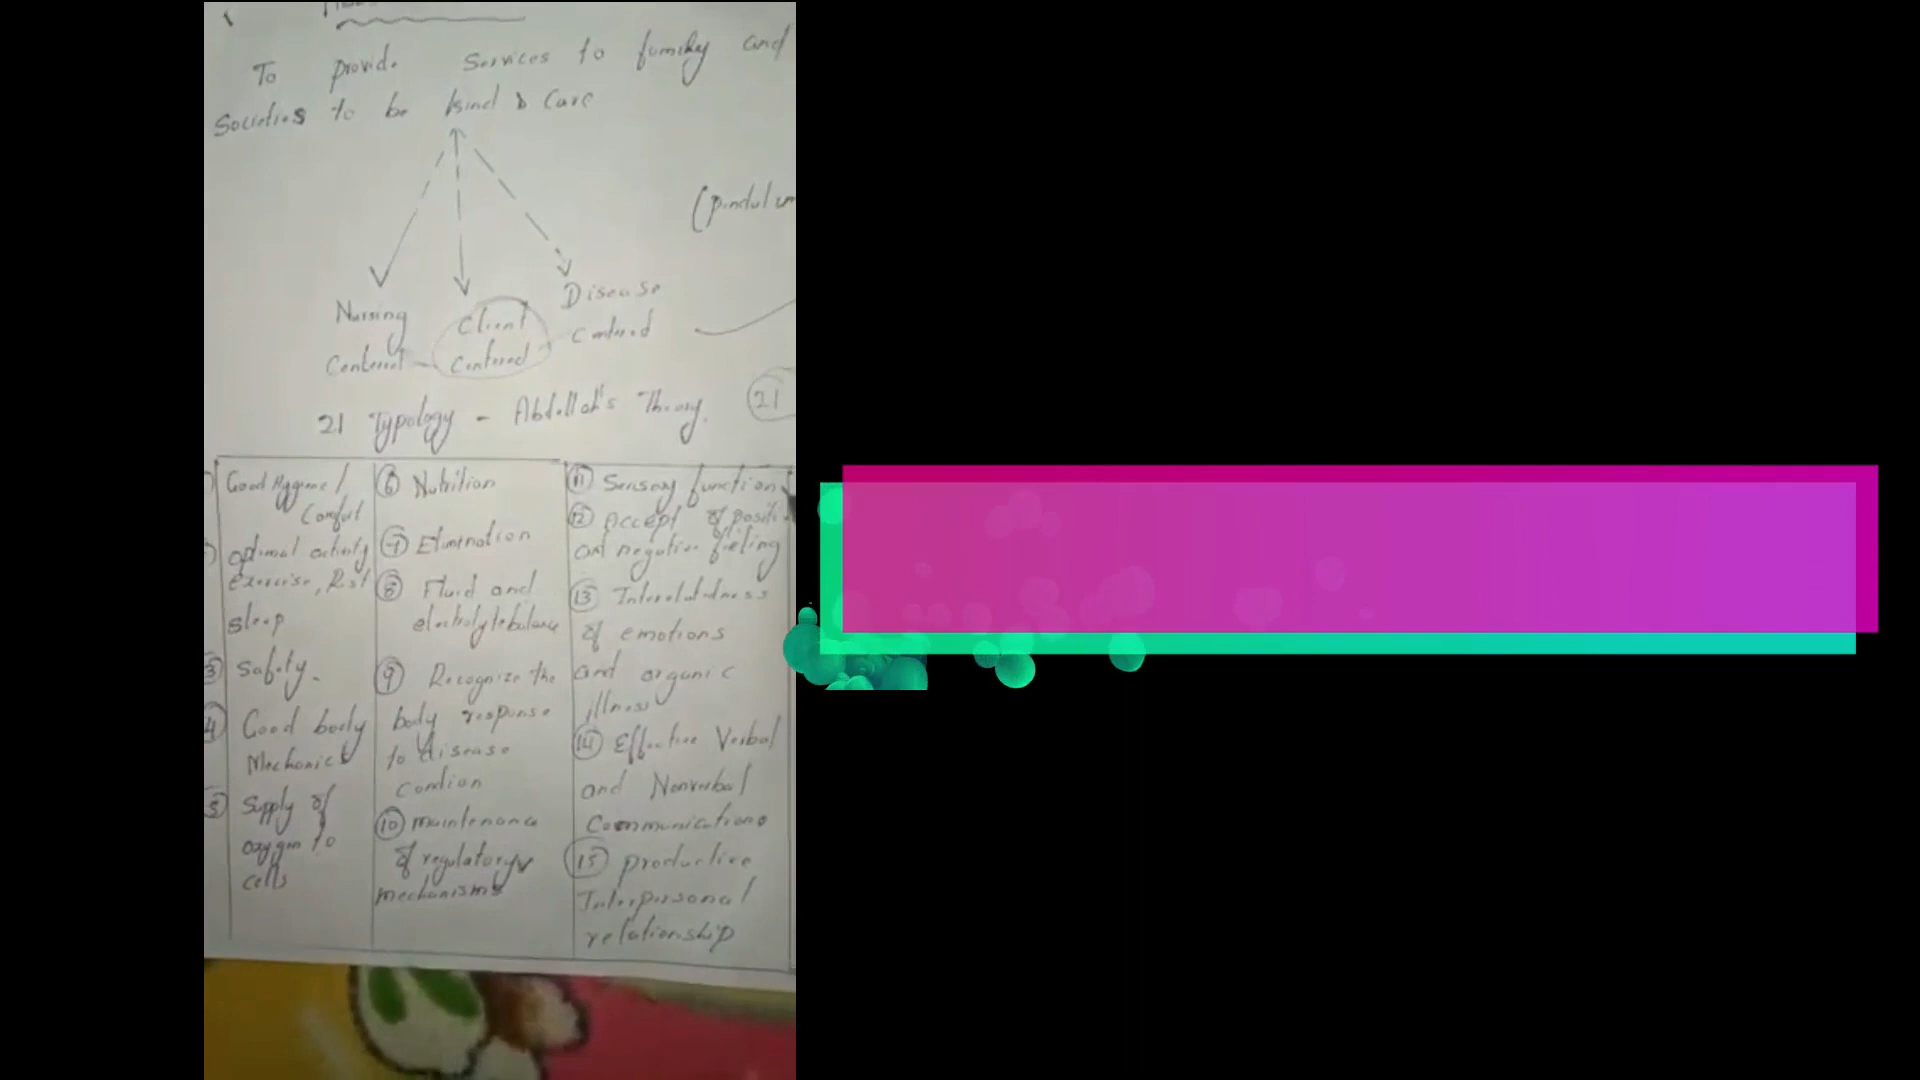 To provide Services to family and
Societies to be kind & Care
(pendulum
Nursing
Centered
Client
Centered
Disease
Centered
21 Typology - Abdellah's Theory.
21
Good Hygiene /
Comfort
optimal activity
exercise, Rest
sleep
③ Safety.
④ Good body
Mechanics
⑤ Supply of
oxygen to
cells
⑥ Nutrition
⑦ Elimination
⑧ Fluid and
electrolyte balance
⑨ Recognize the
body response
to disease
condion
⑩ maintenance
of regulatory
mechanisms
⑪ Sensory function
⑫ Accept of positi
and negative feeling
⑬ Interelatedness
of emotions
and organic
illness
⑭ Effective Verbal
and Nonverbal
Communications
⑮ productive
Interpersonal
relationship